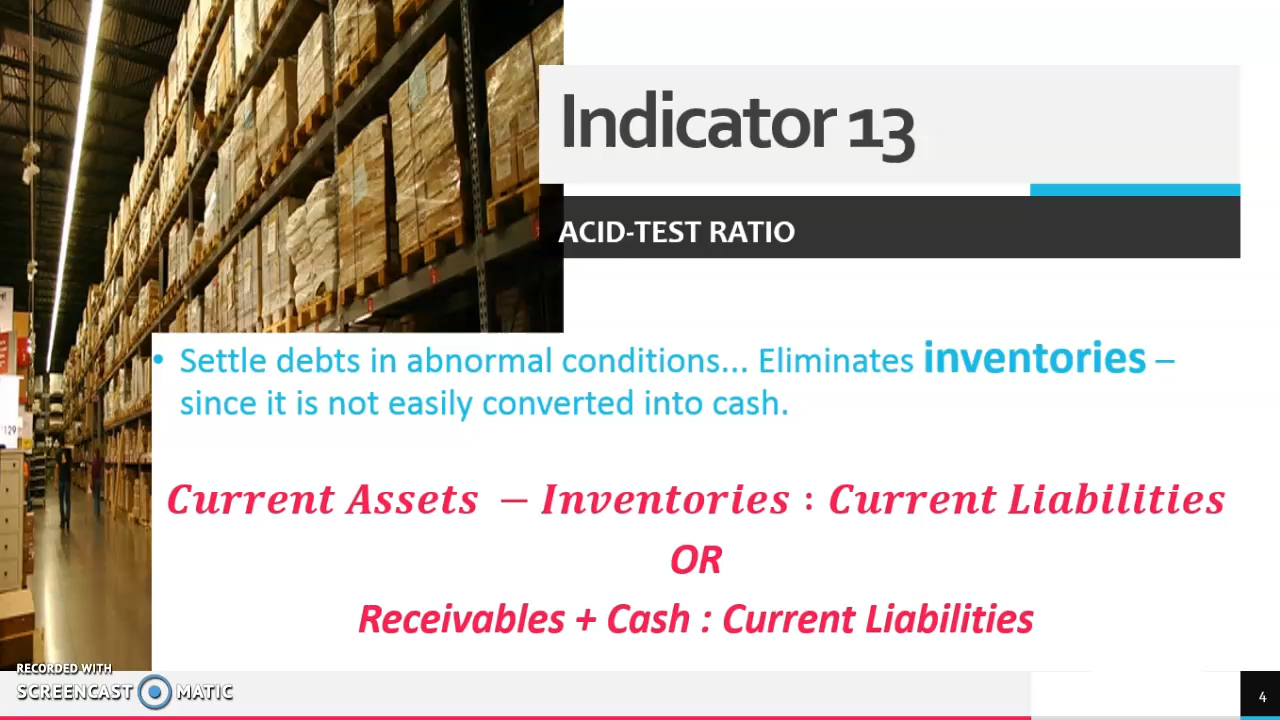 Indicator 13
ACID-TEST RATIO
• Settle debts in abnormal conditions... Eliminates inventories –
since it is not easily converted into cash.
Current Assets − Inventories : Current Liabilities
OR
Receivables + Cash : Current Liabilities
129
RECORDED WITH
SCREENCAST MATIC
4